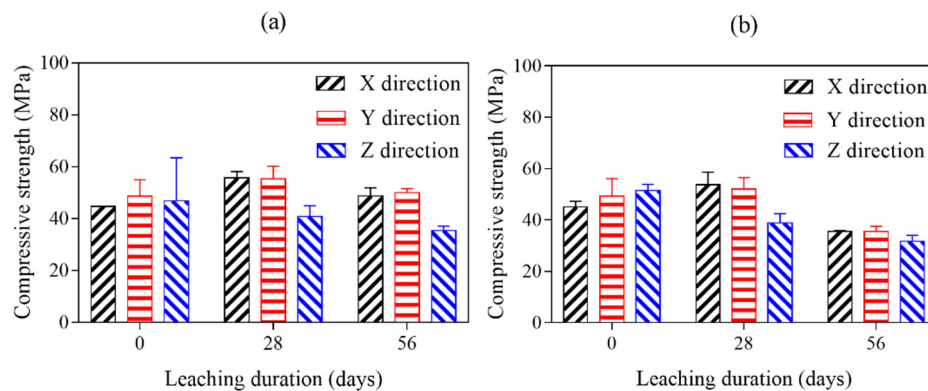 (a)
Compressive strength (MPa)
100
80
60
40
20
0
X direction
Y direction
Z direction
0 28 56
Leaching duration (days)
(b)
Compressive strength (MPa)
100
80
60
40
20
0
X direction
Y direction
Z direction
0 28 56
Leaching duration (days)